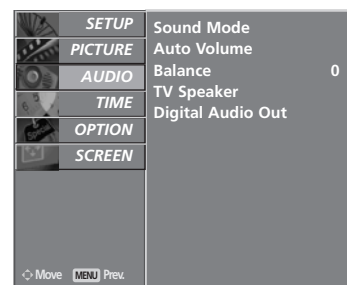 SETUP
PICTURE
AUDIO
TIME
OPTION
SCREEN
Sound Mode
Auto Volume
Balance 0
TV Speaker
Digital Audio Out
Move MENU Prev.